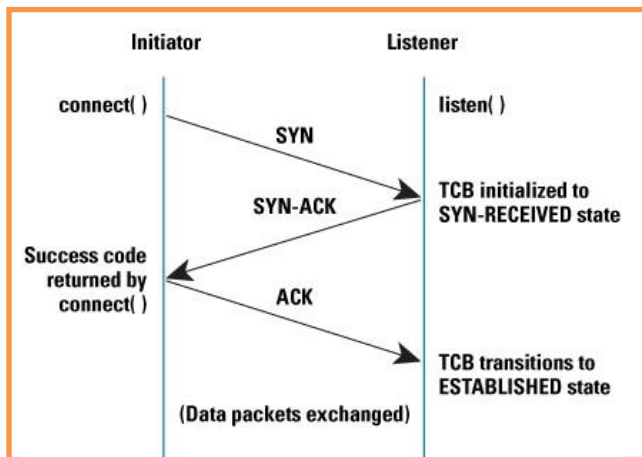 Initiator
Listener
connect( )
listen( )
SYN
TCB initialized to
SYN-RECEIVED state
SYN-ACK
Success code
returned by
connect( )
ACK
TCB transitions to
ESTABLISHED state
(Data packets exchanged)